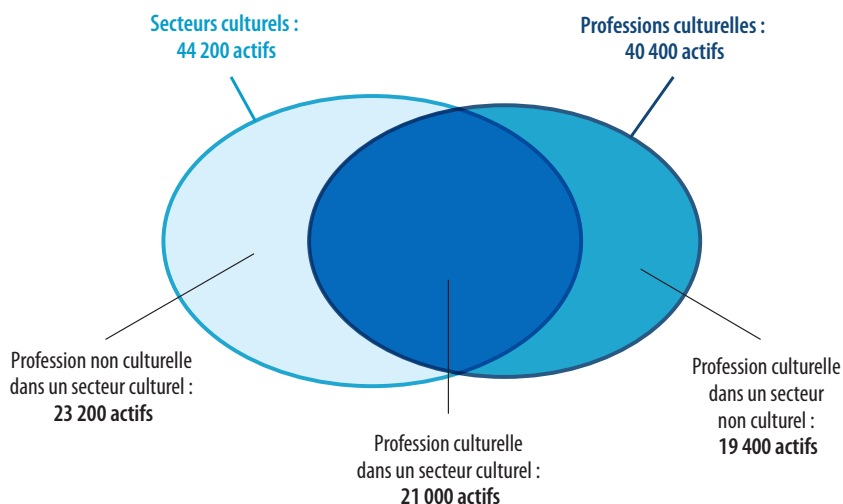 Secteurs culturels :
44 200 actifs
Professions culturelles :
40 400 actifs
Profession non culturelle
dans un secteur culturel :
23 200 actifs
Profession culturelle
dans un secteur culturel :
21 000 actifs
Profession culturelle
dans un secteur
non culturel :
19 400 actifs